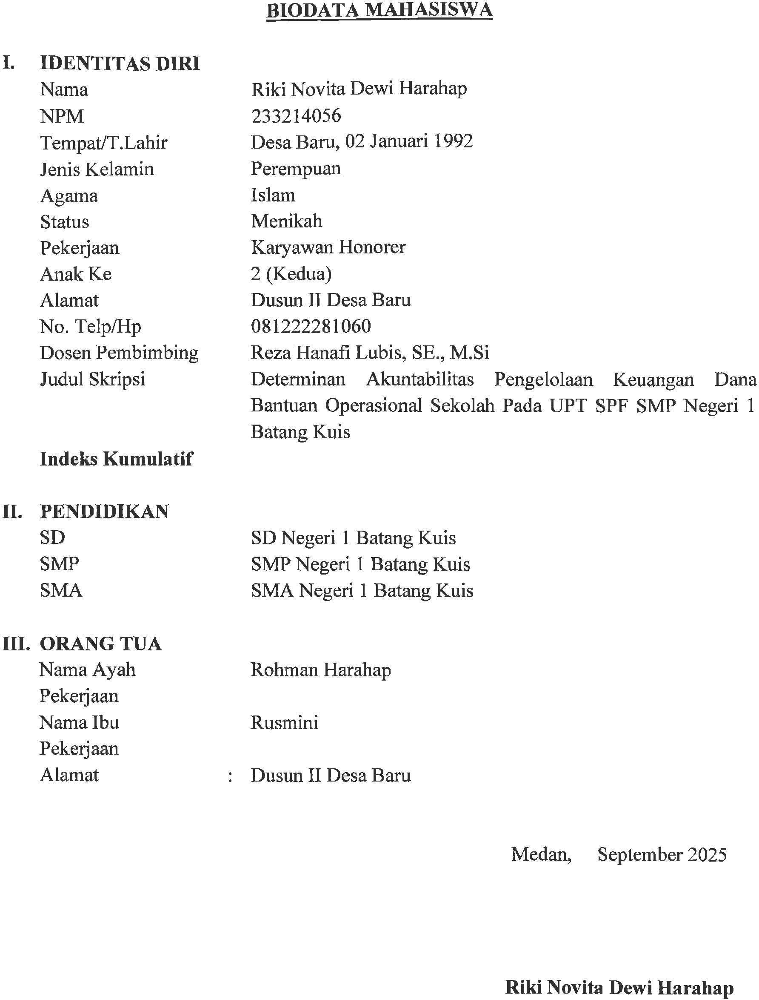 BIODATA MAHASISWA
I. IDENTITAS DIRI
Nama Riki Novita Dewi Harahap
NPM 233214056
Tempat/T.Lahir Desa Baru, 02 Januari 1992
Jenis Kelamin Perempuan
Agama Islam
Status Menikah
Pekerjaan Karyawan Honorer
Anak Ke 2 (Kedua)
Alamat Dusun II Desa Baru
No. Telp/Hp 081222281060
Dosen Pembimbing Reza Hanafi Lubis, SE., M.Si
Judul Skripsi Determinan Akuntabilitas Pengelolaan Keuangan Dana
Bantuan Operasional Sekolah Pada UPT SPF SMP Negeri 1
Batang Kuis
Indeks Kumulatif
II. PENDIDIKAN
SD SD Negeri 1 Batang Kuis
SMP SMP Negeri 1 Batang Kuis
SMA SMA Negeri 1 Batang Kuis
III. ORANG TUA
Nama Ayah Rohman Harahap
Pekerjaan
Nama Ibu Rusmini
Pekerjaan
Alamat : Dusun II Desa Baru
Medan, September 2025
Riki Novita Dewi Harahap